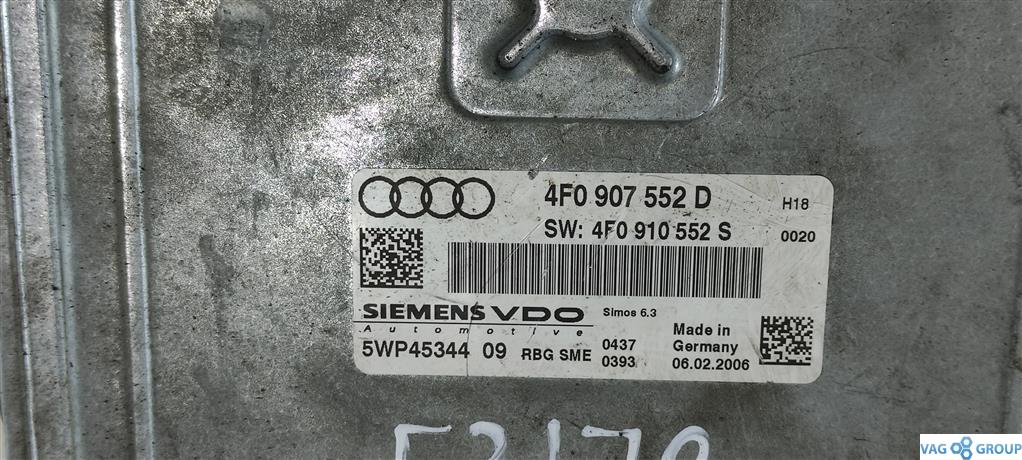 4F0 907 552 D
H18
SW: 4F0 910 552 S
0020
SIEMENS VDO
Simos 6.3
Automotive
5WP45344 09
RBG SME
0437
0393
Made in
Germany
06.02.2006
VAG GROUP